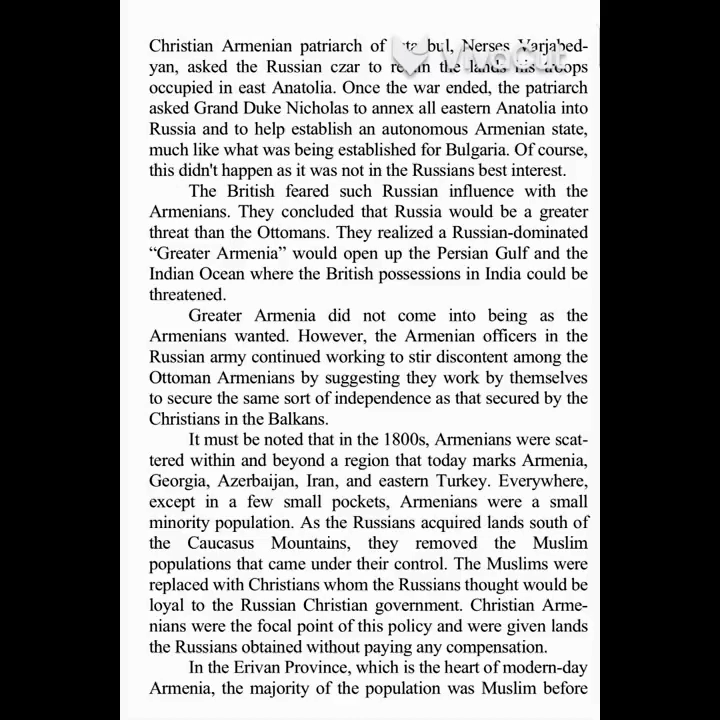 Christian Armenian patriarch of Istanbul, Nerses Varjabed-
yan, asked the Russian czar to retain the lands his troops
occupied in east Anatolia. Once the war ended, the patriarch
asked Grand Duke Nicholas to annex all eastern Anatolia into
Russia and to help establish an autonomous Armenian state,
much like what was being established for Bulgaria. Of course,
this didn't happen as it was not in the Russians best interest.
The British feared such Russian influence with the
Armenians. They concluded that Russia would be a greater
threat than the Ottomans. They realized a Russian-dominated
“Greater Armenia” would open up the Persian Gulf and the
Indian Ocean where the British possessions in India could be
threatened.
Greater Armenia did not come into being as the
Armenians wanted. However, the Armenian officers in the
Russian army continued working to stir discontent among the
Ottoman Armenians by suggesting they work by themselves
to secure the same sort of independence as that secured by the
Christians in the Balkans.
It must be noted that in the 1800s, Armenians were scat-
tered within and beyond a region that today marks Armenia,
Georgia, Azerbaijan, Iran, and eastern Turkey. Everywhere,
except in a few small pockets, Armenians were a small
minority population. As the Russians acquired lands south of
the Caucasus Mountains, they removed the Muslim
populations that came under their control. The Muslims were
replaced with Christians whom the Russians thought would be
loyal to the Russian Christian government. Christian Arme-
nians were the focal point of this policy and were given lands
the Russians obtained without paying any compensation.
In the Erivan Province, which is the heart of modern-day
Armenia, the majority of the population was Muslim before
VivaCut